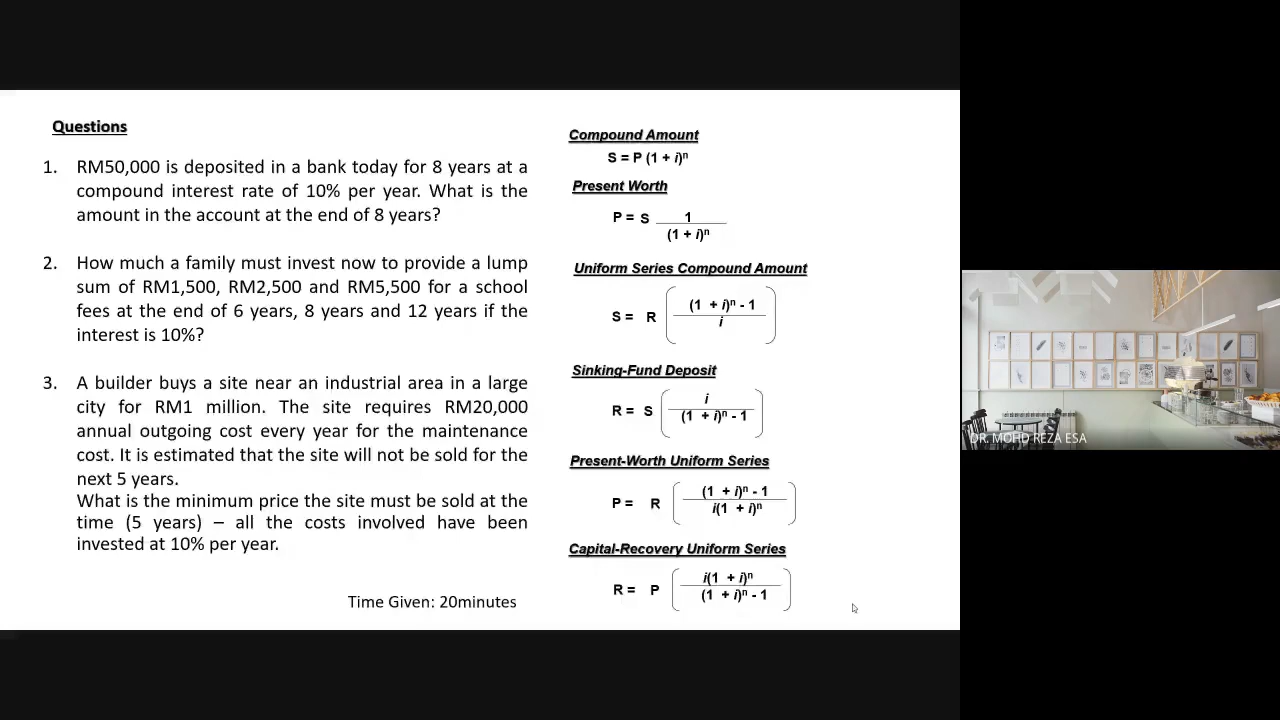 Questions
1. RM50,000 is deposited in a bank today for 8 years at a
compound interest rate of 10% per year. What is the
amount in the account at the end of 8 years?
2. How much a family must invest now to provide a lump
sum of RM1,500, RM2,500 and RM5,500 for a school
fees at the end of 6 years, 8 years and 12 years if the
interest is 10%?
3. A builder buys a site near an industrial area in a large
city for RM1 million. The site requires RM20,000
annual outgoing cost every year for the maintenance
cost. It is estimated that the site will not be sold for the
next 5 years.
What is the minimum price the site must be sold at the
time (5 years) – all the costs involved have been
invested at 10% per year.
Time Given: 20minutes
Compound Amount
S = P (1 + i)ⁿ
Present Worth
P = S 1
(1 + i)ⁿ
Uniform Series Compound Amount
(1 + i)ⁿ - 1
S = R
i
Sinking-Fund Deposit
i
R = S
(1 + i)ⁿ - 1
Present-Worth Uniform Series
(1 + i)ⁿ - 1
P = R
i(1 + i)ⁿ
Capital-Recovery Uniform Series
i(1 + i)ⁿ
R = P
(1 + i)ⁿ - 1
DR. MOHD REZA ESA